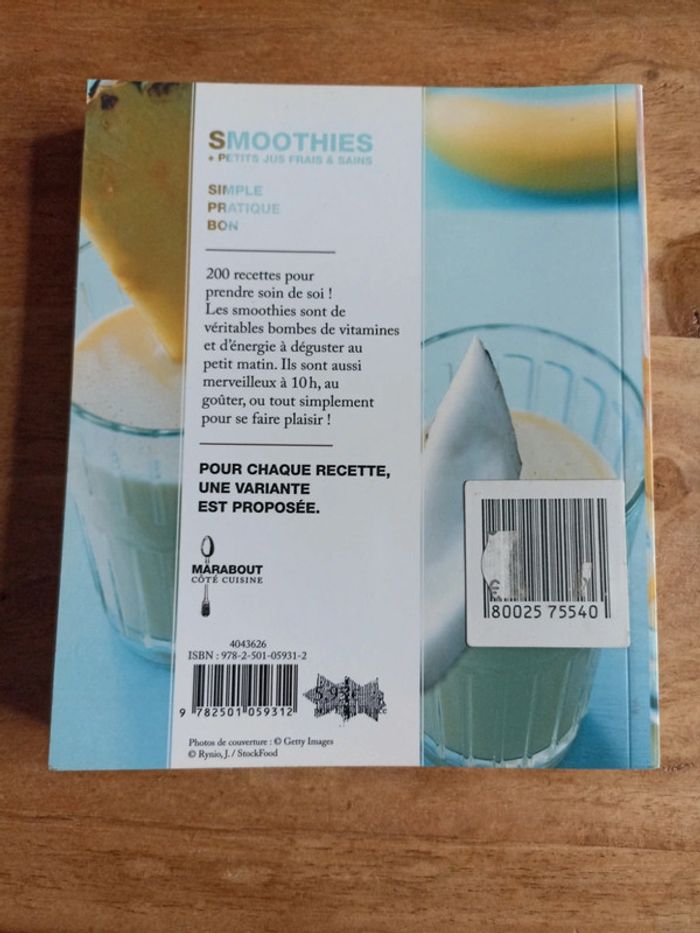 SMOOTHIES
+ PETITS JUS FRAIS & SAINS
SIMPLE
PRATIQUE
BON
200 recettes pour
prendre soin de soi !
Les smoothies sont de
véritables bombes de vitamines
et d'énergie à déguster au
petit matin. Ils sont aussi
merveilleux à 10 h, au
goûter, ou tout simplement
pour se faire plaisir !
POUR CHAQUE RECETTE,
UNE VARIANTE
EST PROPOSÉE.
MARABOUT
CÔTÉ CUISINE
4043626
ISBN : 978-2-501-05931-2
9 782501 059312
Photos de couverture : © Getty Images
© Rynio, J. / StockFood
80025 75540